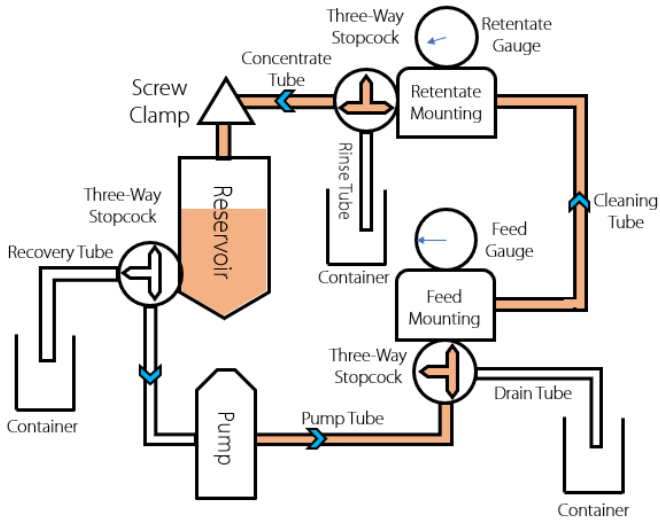 Three-Way
Stopcock
Retentate
Gauge
Concentrate
Tube
Screw
Clamp
Retentate
Mounting
Rinse Tube
Reservoir
Three-Way
Stopcock
Cleaning
Tube
Feed
Gauge
Recovery Tube
Container
Feed
Mounting
Three-Way
Stopcock
Drain Tube
Container
Pump
Pump Tube
Container